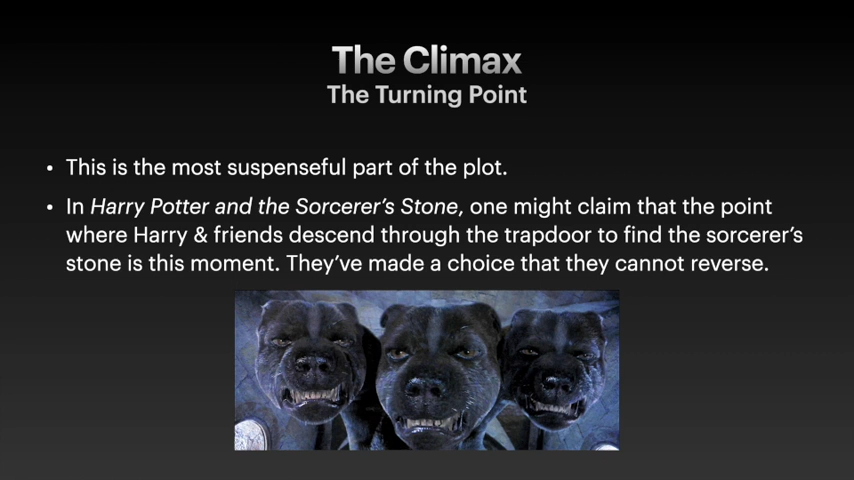 The Climax
The Turning Point
• This is the most suspenseful part of the plot.
• In Harry Potter and the Sorcerer’s Stone, one might claim that the point
where Harry & friends descend through the trapdoor to find the sorcerer’s
stone is this moment. They’ve made a choice that they cannot reverse.